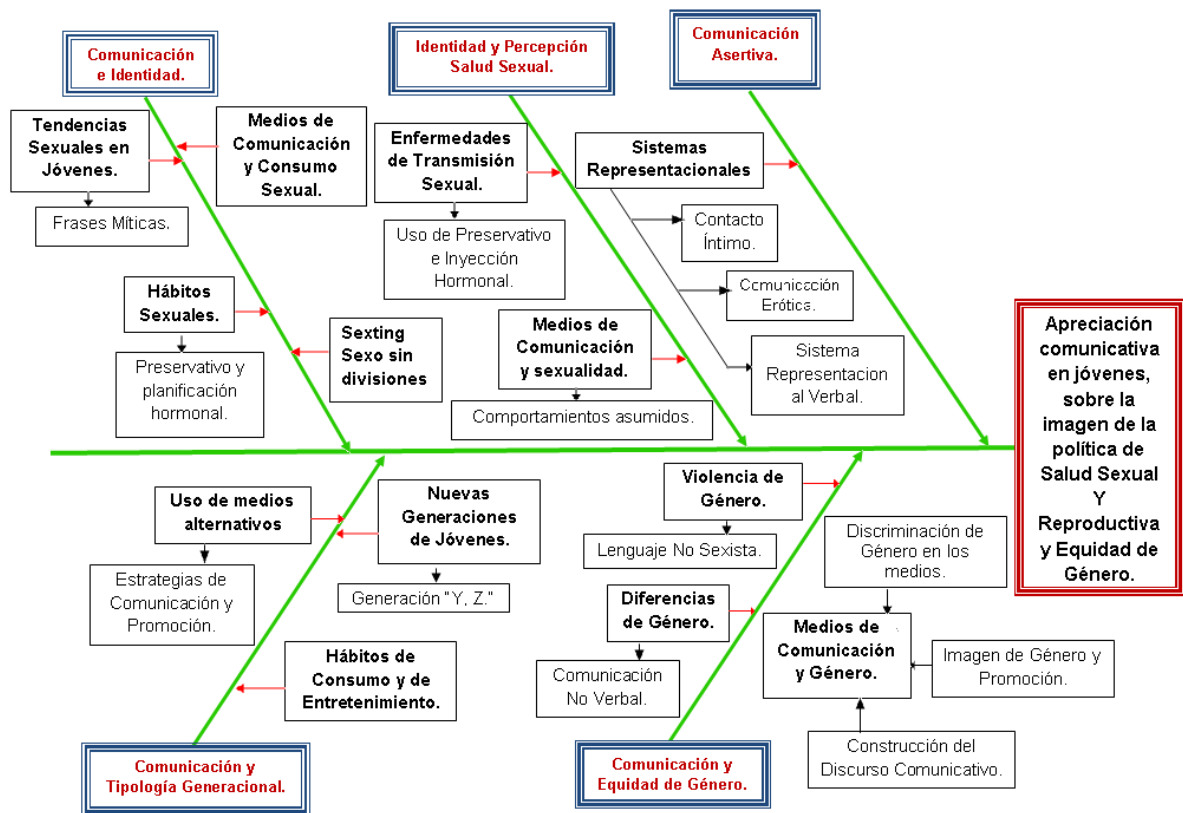 Comunicación
e Identidad.
Identidad y Percepción
Salud Sexual.
Comunicación
Asertiva.
Tendencias
Sexuales en
Jóvenes.
Frases Míticas.
Medios de
Comunicación
y Consumo
Sexual.
Hábitos
Sexuales.
Preservativo y
planificación
hormonal.
Sexting
Sexo sin
divisiones
Enfermedades
de Transmisión
Sexual.
Uso de Preservativo
e Inyección
Hormonal.
Medios de
Comunicación
y sexualidad.
Comportamientos asumidos.
Sistemas
Representacionales
Contacto
Íntimo.
Comunicación
Erótica.
Sistema
Representacion
al Verbal.
Apreciación
comunicativa
en jóvenes,
sobre la
imagen de la
política de
Salud Sexual
Y
Reproductiva
y Equidad de
Género.
Uso de medios
alternativos
Estrategias de
Comunicación y
Promoción.
Nuevas
Generaciones
de Jóvenes.
Generación "Y, Z."
Hábitos de
Consumo y de
Entretenimiento.
Violencia de
Género.
Lenguaje No Sexista.
Diferencias
de Género.
Comunicación
No Verbal.
Discriminación de
Género en los
medios.
Medios de
Comunicación
y Género.
Imagen de Género y
Promoción.
Construcción del
Discurso Comunicativo.
Comunicación y
Tipología Generacional.
Comunicación y
Equidad de Género.